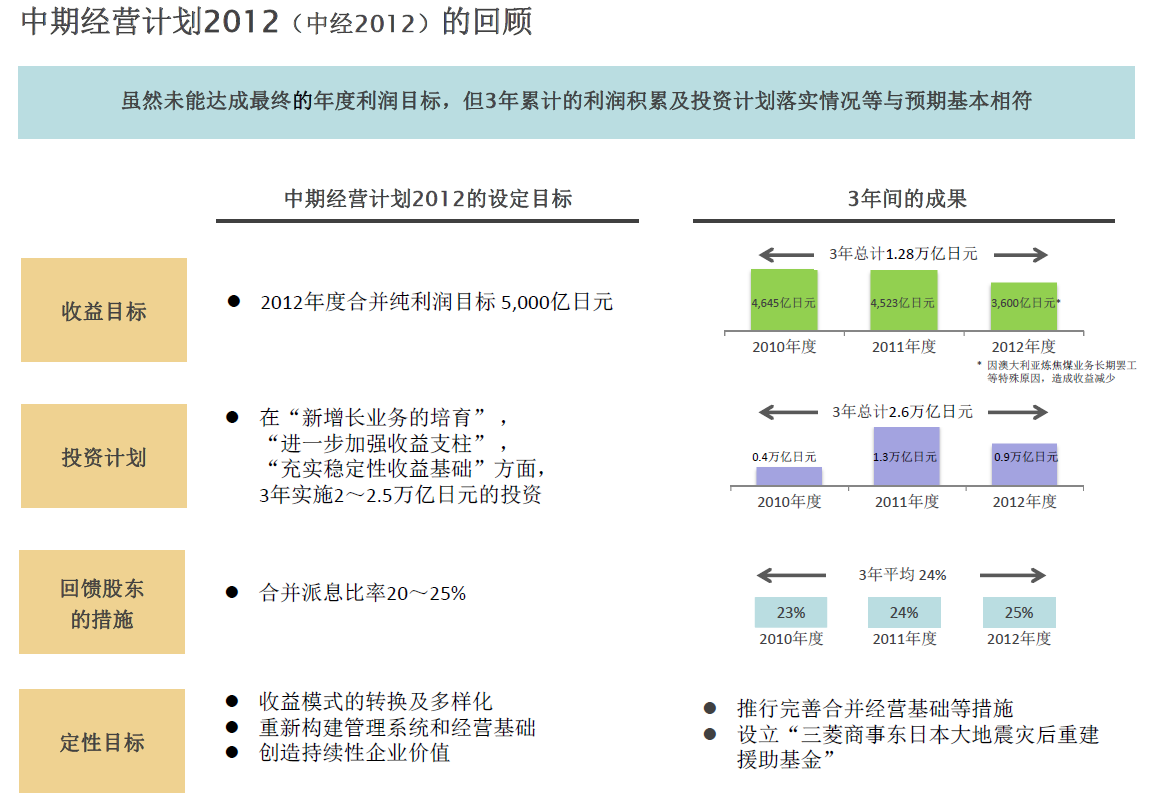 中期经营计划2012（中经2012）的回顾
虽然未能达成最终的年度利润目标，但3年累计的利润积累及投资计划落实情况等与预期基本相符
中期经营计划2012的设定目标
3年间的成果
收益目标
● 2012年度合并纯利润目标 5,000亿日元
3年总计1.28万亿日元
4,645亿日元
4,523亿日元
3,600亿日元*
2010年度
2011年度
2012年度
* 因澳大利亚炼焦煤业务长期罢工
等特殊原因，造成收益减少
投资计划
● 在“新增长业务的培育”，
“进一步加强收益支柱”，
“充实稳定性收益基础”方面，
3年实施2～2.5万亿日元的投资
3年总计2.6万亿日元
0.4万亿日元
1.3万亿日元
0.9万亿日元
2010年度
2011年度
2012年度
回馈股东
的措施
● 合并派息比率20～25%
3年平均 24%
23%
24%
25%
2010年度
2011年度
2012年度
定性目标
● 收益模式的转换及多样化
● 重新构建管理系统和经营基础
● 创造持续性企业价值
● 推行完善合并经营基础等措施
● 设立“三菱商事东日本大地震灾后重建
援助基金”